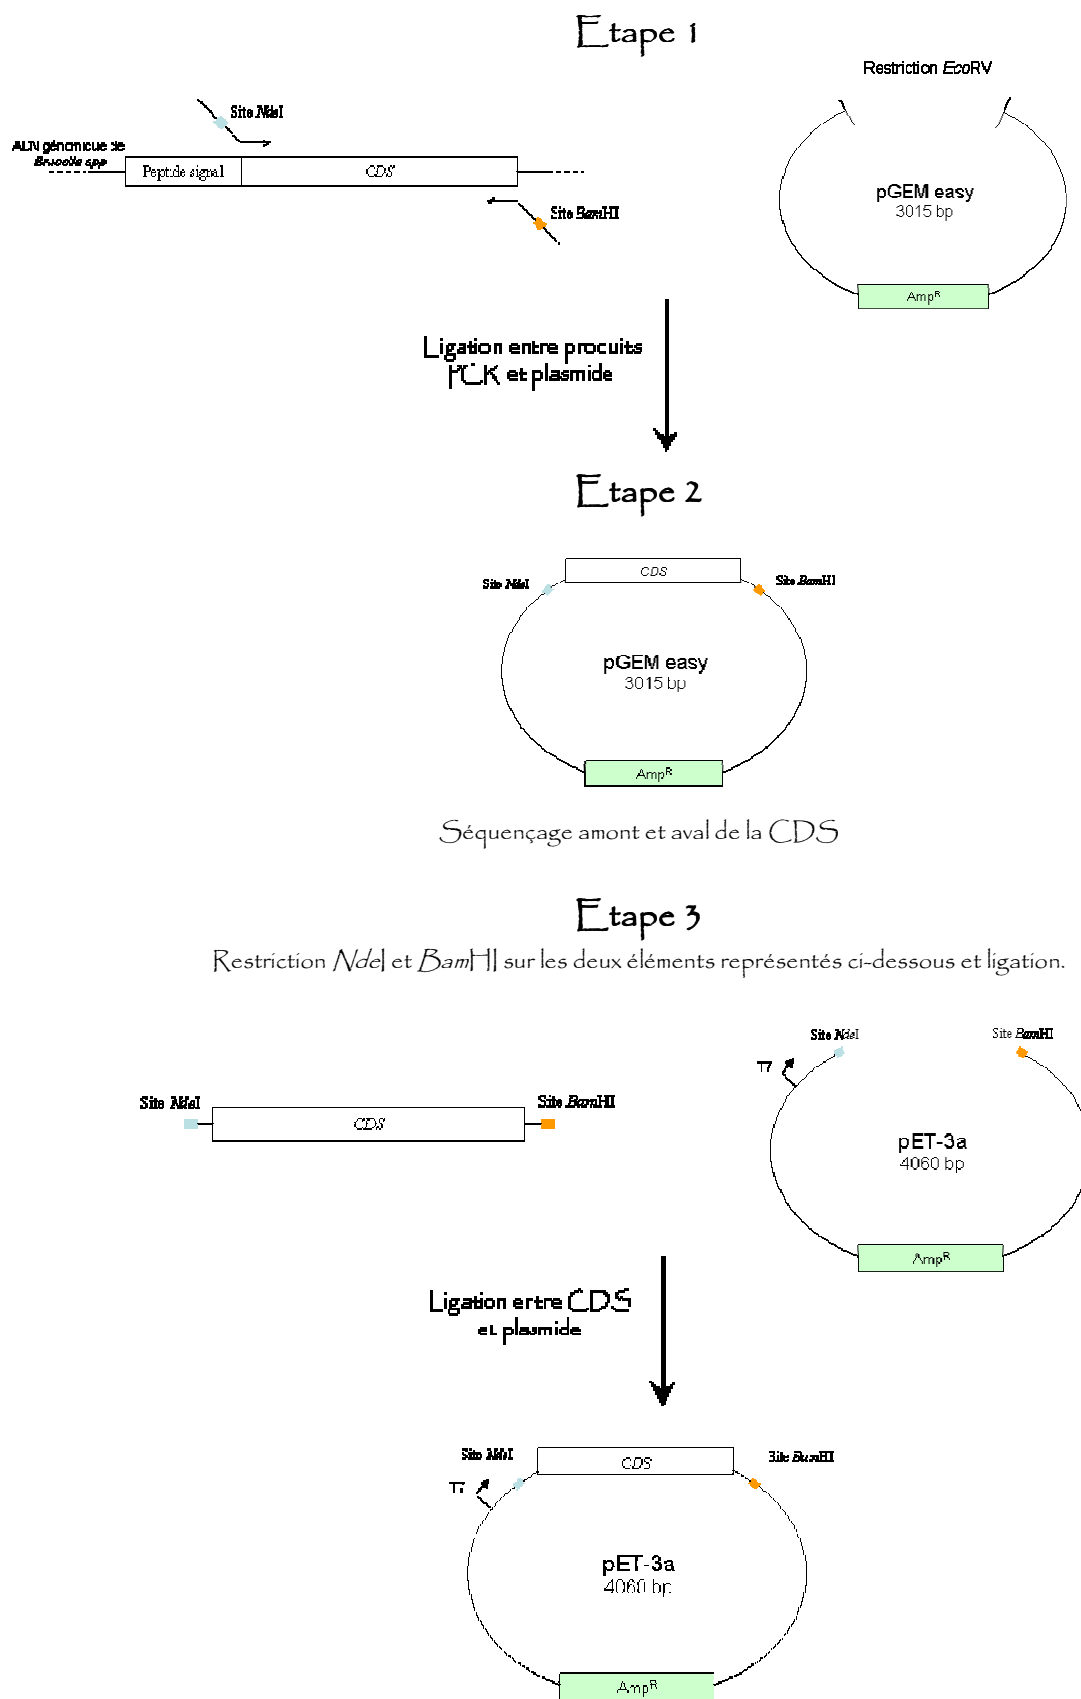 Etape 1
Restriction EcoRV
Site NdeI
ADN génomique de
Brucella spp
Peptide signal
CDS
Site BamHI
pGEM easy
3015 bp
AmpR
Ligation entre produits
PCR et plasmide
Etape 2
CDS
Site NdeI
Site BamHI
pGEM easy
3015 bp
AmpR
Séquençage amont et aval de la CDS
Etape 3
Restriction NdeI et BamHI sur les deux éléments représentés ci-dessous et ligation.
Site NdeI
Site BamHI
T7
Site NdeI
Site BamHI
CDS
pET-3a
4060 bp
AmpR
Ligation entre CDS
et plasmide
Site NdeI
CDS
Site BamHI
T7
pET-3a
4060 bp
AmpR